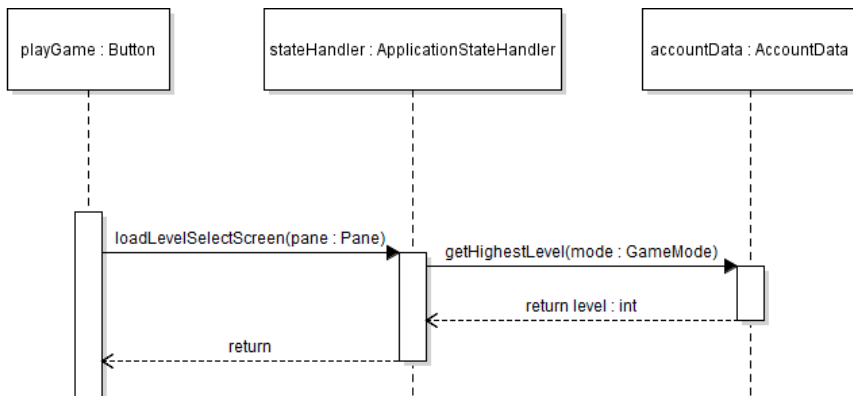 playGame : Button
stateHandler : ApplicationStateHandler
accountData : AccountData
loadLevelSelectScreen(pane : Pane)
getHighestLevel(mode : GameMode)
return level : int
return